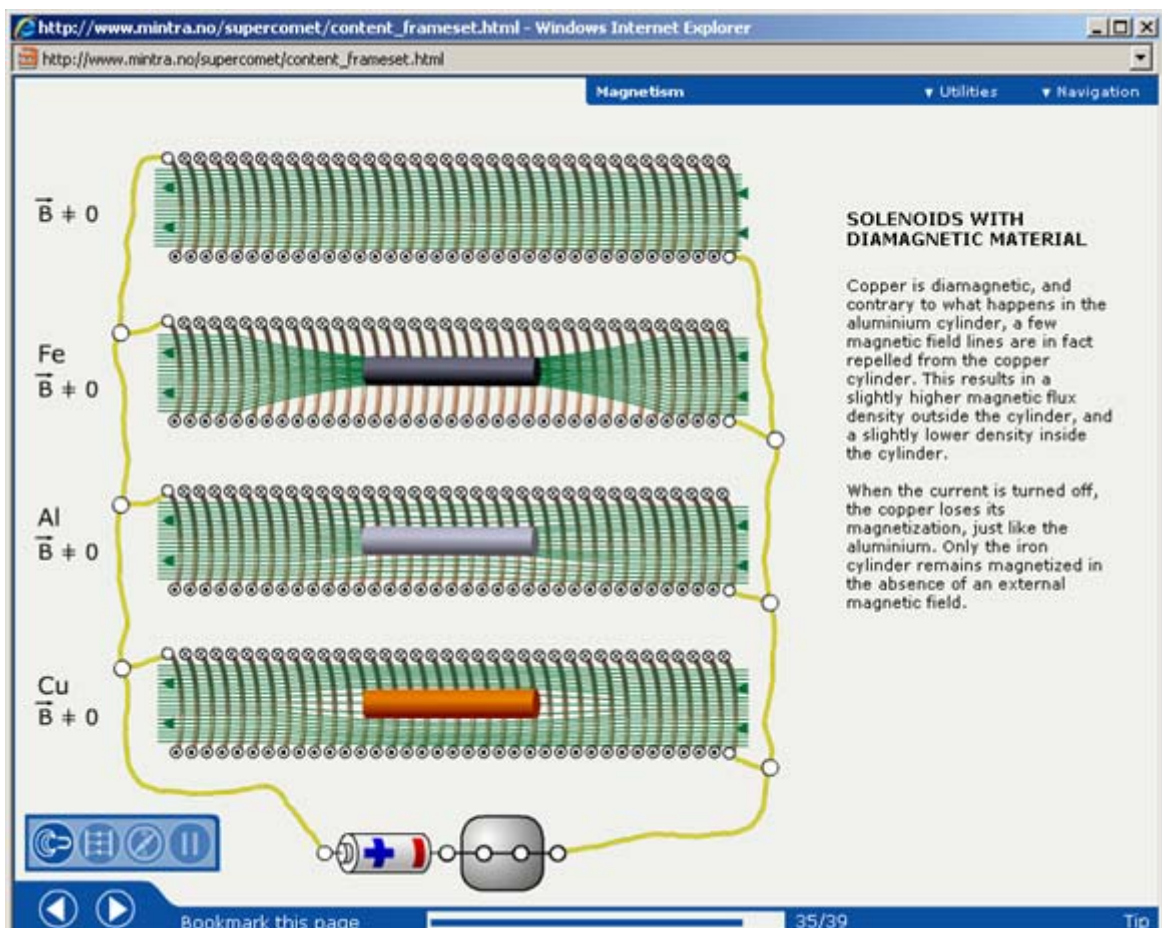 http://www.mintra.no/supercomet/content_frameset.html - Windows Internet Explorer
http://www.mintra.no/supercomet/content_frameset.html
Magnetism ▼ Utilities ▼ Navigation
B ≠ 0
Fe
B ≠ 0
Al
B ≠ 0
Cu
B ≠ 0
SOLENOIDS WITH
DIAMAGNETIC MATERIAL
Copper is diamagnetic, and
contrary to what happens in the
aluminium cylinder, a few
magnetic field lines are in fact
repelled from the copper
cylinder. This results in a
slightly higher magnetic flux
density outside the cylinder, and
a slightly lower density inside
the cylinder.
When the current is turned off,
the copper loses its
magnetization, just like the
aluminium. Only the iron
cylinder remains magnetized in
the absence of an external
magnetic field.
Bookmark this page 35/39 Tip